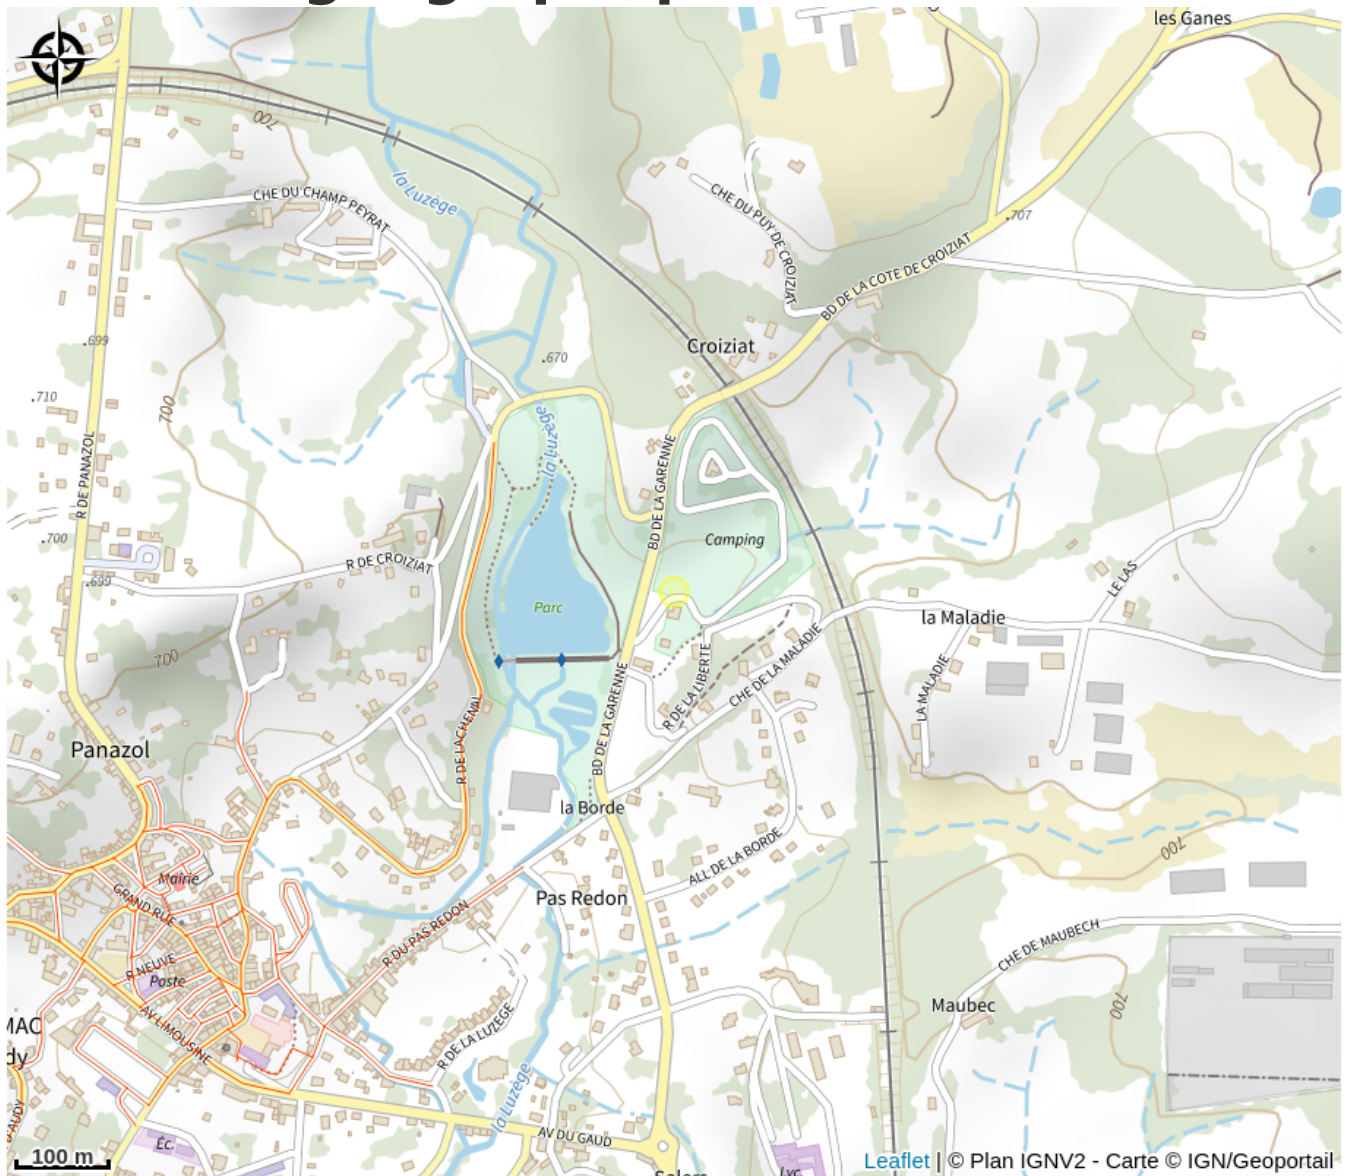 les Ganes
700
la Luzège
CHE DU CHAMP PEYRAT
CHE DU PUY DE CROIZIAT
.707
BD DE LA COTE DE CROIZIAT
.699
Croiziat
.670
.710
700
la Luzège
R DE PANAZOL
BD DE LA GARENNE
Camping
.700
R DE CROIZIAT
.699
LE LAS
Parc
la Maladie
700
R DE LA LIBERTE
CHE DE LA MALADIE
LA MALADIE
BD DE LA GARENNE
R DE LACHENAL
Panazol
la Borde
700
ALL DE LA BORDE
Mairie
GRAND RUE
Pas Redon
R DU PAS REDON
CHE DE MAUBECH
R NEUVE
Poste
Maubec
700
AV LIMOUSINE
MAC
dy
R DE LA LUZEGE
la Luzège
D'AUDY
AV DU GAUD
Éc.
100 m
Lyc
Leaflet | © Plan IGNV2 - Carte © IGN/Geoportail